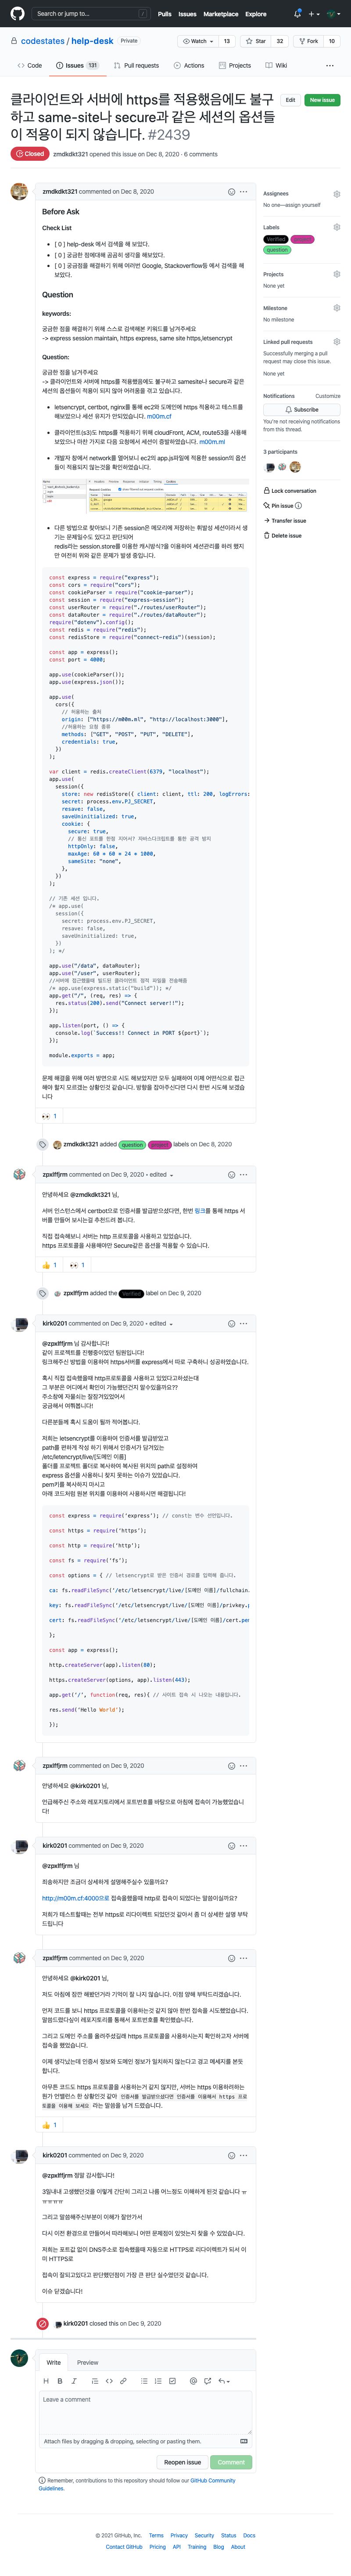 Search or jump to...
/
Pulls Issues Marketplace Explore
codestates / help-desk Private
Watch 13 Star 32 Fork 10
Code Issues 131 Pull requests Actions Projects Wiki
클라이언트와 서버에 https를 적용했음에도 불구
하고 same-site나 secure과 같은 세션의 옵션들
이 적용이 되지 않습니다. #2439
Edit New issue
Closed zmdkdkt321 opened this issue on Dec 8, 2020 · 6 comments
zmdkdkt321 commented on Dec 8, 2020
Before Ask
Check List
[ 0 ] help-desk 에서 검색을 해 보았다.
[ 0 ] 궁금한 점에대해 곰곰히 생각을 해보았다.
[ 0 ] 궁금점을 해결하기 위해 여러번 Google, Stackoverflow등 에서 검색을 해
보았다.
Question
keywords:
궁금한 점을 해결하기 위해 스스로 검색해본 키워드를 남겨주세요
-> express session maintain, https express, same site https,letsencrypt
Question:
궁금한 점을 남겨주세요
-> 클라이언트와 서버에 https를 적용했음에도 불구하고 samesite나 secure과 같은
세션의 옵션들이 적용이 되지 않아 어려움을 겪고 있습니다.
letsencrypt, certbot, nginx를 통해 ec2와 도메인에 https 적용하고 테스트를
해보았으나 세션 유지가 안되었습니다. m00m.cf
클라이언트(s3)도 https를 적용하기 위해 cloudFront, ACM, route53을 사용해
보았으나 마찬 가지로 다음 요청에서 세션이 증발하였습니다. m00m.ml
개발자 창에서 network를 열어보니 ec2의 app.js파일에 적용한 세션의 옵션
들이 적용되지 않는것을 확인하였습니다.
다른 방법으로 찾아보니 기존 session은 메모리에 저장하는 휘발성 세션이라서 생
기는 문제일수도 있다고 판단되어
redis라는 session.store를 이용한 캐시방식?을 이용하여 세션관리를 하려 했지
만 여전히 위와 같은 문제가 발생 중입니다.
const express = require("express");
const cors = require("cors");
const cookieParser = require("cookie-parser");
const session = require("express-session");
const userRouter = require("./routes/userRouter");
const dataRouter = require("./routes/dataRouter");
require("dotenv").config();
const redis = require("redis");
const redisStore = require("connect-redis")(session);
const app = express();
const port = 4000;
app.use(cookieParser());
app.use(express.json());
app.use(
cors({
// 허용하는 출처
origin: ["https://m00m.ml", "http://localhost:3000"],
//허용하는 요청 종류
methods: ["GET", "POST", "PUT", "DELETE"],
credentials: true,
})
);
var client = redis.createClient(6379, "localhost");
app.use(
session({
store: new redisStore({ client: client, ttl: 200, logErrors:
secret: process.env.PJ_SECRET,
resave: false,
saveUninitialized: true,
cookie: {
secure: true,
// 통신 포트를 한정 지어서? 자바스크립트를 통한 공격 방지
httpOnly: false,
maxAge: 60 * 60 * 24 * 1000,
sameSite: "none",
},
})
);
// 기존 세션 입니다.
/* app.use(
session({
secret: process.env.PJ_SECRET,
resave: false,
saveUninitialized: true,
})
); */
app.use("/data", dataRouter);
app.use("/user", userRouter);
//서버에 접근했을때 빌드된 클라이언트 정적 파일을 전송해줌
/* app.use(express.static("build")); */
app.get("/", (req, res) => {
res.status(200).send("Connect server!!");
});
app.listen(port, () => {
console.log(`Success!! Connect in PORT ${port}`);
});
module.exports = app;
문제 해결을 위해 여러 방면으로 시도 해보았지만 모두 실패하여 이제 어떤식으로 접근
해야 할지 모르겠는 상황인것 같습니다, 방향을 잡아주신다면 다시 한번 시도해 보겠습
니다
1
zmdkdkt321 added question project labels on Dec 8, 2020
zpxlffjrm commented on Dec 9, 2020 • edited
안녕하세요 @zmdkdkt321 님,
서버 인스턴스에서 certbot으로 인증서를 발급받으셨다면, 한번 링크를 통해 https 서
버를 만들어 보시는걸 추천드려 봅니다.
직접 접속해보니 서버는 http 프로토콜을 사용하고 있었습니다.
https 프로토콜을 사용해야만 Secure같은 옵션을 적용할 수 있습니다.
1 1
zpxlffjrm added the Verified label on Dec 9, 2020
kirk0201 commented on Dec 9, 2020 • edited
@zpxlffjrm 님 감사합니다!
같이 프로젝트를 진행중이었던 팀원입니다!
링크해주신 방법을 이용하여 https서버를 express에서 따로 구축하니 성공하였습니다.
혹시 직접 접속했을때 http프로토콜을 사용하고 있었다고하셨는데
그 부분은 어디에서 확인이 가능했던건지 알수있을까요??
주소창에 자물쇠는 잘잠겨있었어서
궁금해서 여쭤봅니다!
다른분들께 혹시 도움이 될까 적어봅니다.
저희는 letsencrypt를 이용하여 인증서를 발급받았고
path를 편하게 작성 하기 위해서 인증서가 담겨있는
/etc/letencrypt/live/[도메인 이름]
폴더를 프로젝트 폴더로 복사하여 복사된 위치의 path로 설정하여
express 옵션을 사용하니 찾지 못하는 이슈가 있었습니다.
pem키를 복사하지 마시고
아래 코드처럼 원본 위치를 이용하여 사용하시면 해결됩니다!
const express = require('express'); // const는 변수 선언입니다.
const https = require('https');
const http = require('http');
const fs = require('fs');
const options = { // letsencrypt로 받은 인증서 경로를 입력해 줍니다.
ca: fs.readFileSync('/etc/letsencrypt/live/[도메인 이름]/fullchain.
key: fs.readFileSync('/etc/letsencrypt/live/[도메인 이름]/privkey.p
cert: fs.readFileSync('/etc/letsencrypt/live/[도메인 이름]/cert.pem
};
const app = express();
http.createServer(app).listen(80);
https.createServer(options, app).listen(443);
app.get('/', function(req, res){ // 사이트 접속 시 나오는 내용입니다.
res.send('Hello World');
});
zpxlffjrm commented on Dec 9, 2020
안녕하세요 @kirk0201 님,
언급해주신 주소와 레포지토리에서 포트번호를 바탕으로 아침에 접속이 가능했었습니
다!
kirk0201 commented on Dec 9, 2020
@zpxlffjrm 님
죄송하지만 조금더 상세하게 설명해주실수 있을까요?
http://m00m.cf:4000으로 접속을했을때 http로 접속이 되었다는 말씀이실까요?
저희가 테스트할때는 전부 https로 리다이렉트 되었던것 같아서 좀 더 상세한 설명 부탁
드립니다
zpxlffjrm commented on Dec 9, 2020
안녕하세요 @kirk0201 님,
저도 아침에 잠깐 해봤던거라 기억이 잘 나지 않습니다. 이점 양해 부탁드리겠습니다.
먼저 코드를 보니 https 프로토콜을 이용하는것 같지 않아 한번 접속을 시도했었습니다.
말씀드렸다싶이 레포지토리를 통해서 포트번호를 확인했습니다.
그리고 도메인 주소를 올려주셨길래 https 프로토콜을 사용하시는지 확인하고자 서버에
접속을 했었습니다.
이제 생각났는데 인증서 정보와 도메인 정보가 일치하지 않는다고 경고 메세지를 본듯
합니다.
아무튼 코드도 https 프로토콜을 사용하는거 같지 않지만, 서버는 https 이용하려하는
뭔가 언밸런스 한 상황인것 같아 인증서를 발급받으셨다면 인증서를 이용해서 https 프로
토콜을 이용해 보세요 라는 말씀을 남겨 드렸습니다.
1
kirk0201 commented on Dec 9, 2020
@zpxlffjrm 정말 감사합니다!
3일내내 고생했던것을 이렇게 간단히 그리고 나름 어느정도 이해하게 된것 같습니다 ㅠ
ㅠㅠㅠㅠ
그리고 말씀해주신부분이 이해가 잘안가서
다시 이전 환경으로 만들어서 따라해보니 어떤 문제점이 있엇는지 찾을 수 있었습니다.
저희는 포트값 없이 DNS주소로 접속했을때 자동으로 HTTPS로 리다이렉트가 되서 이
미 HTTPS로
접속이 잘되고있다고 판단했던점이 가장 큰 판단 실수였던것 같습니다.
이슈 닫겠습니다!
kirk0201 closed this on Dec 9, 2020
Write Preview
Leave a comment
Attach files by dragging & dropping, selecting or pasting them.
Reopen issue Comment
Remember, contributions to this repository should follow our GitHub Community
Guidelines.
Assignees
No one—assign yourself
Labels
Verified project
question
Projects
None yet
Milestone
No milestone
Linked pull requests
Successfully merging a pull
request may close this issue.
None yet
Notifications Customize
Subscribe
You're not receiving notifications
from this thread.
3 participants
Lock conversation
Pin issue
Transfer issue
Delete issue
© 2021 GitHub, Inc. Terms Privacy Security Status Docs
Contact GitHub Pricing API Training Blog About